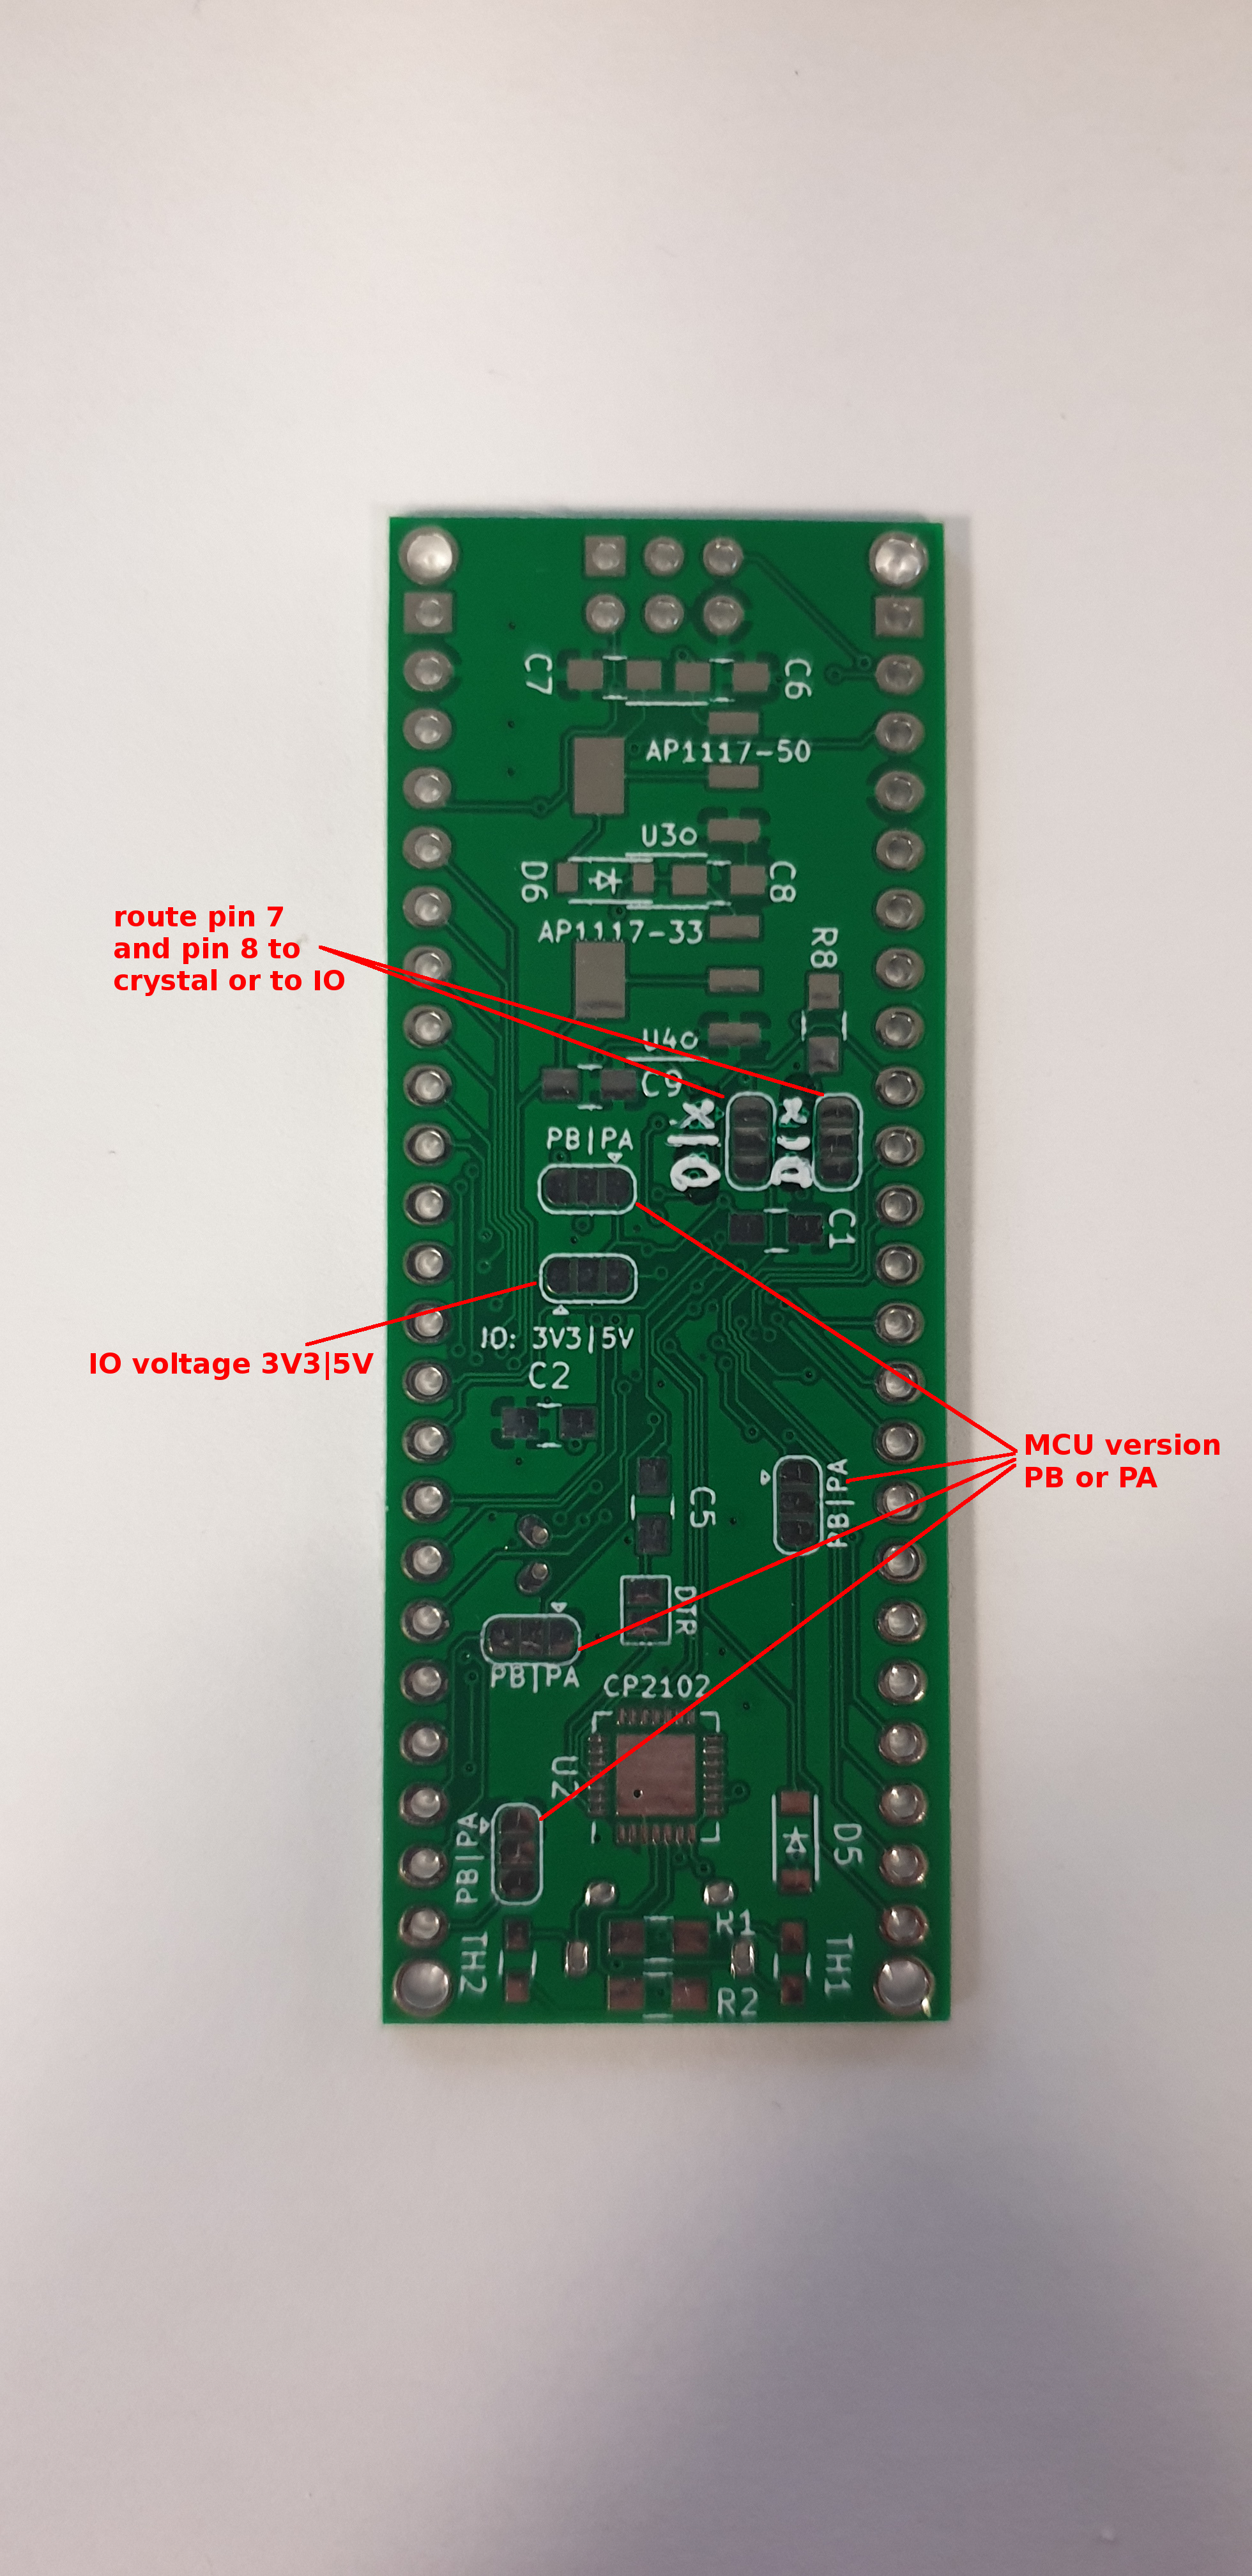 C7
C6
AP1117-50
U3
D6
C8
AP1117-33
R8
route pin 7
and pin 8 to
crystal or to IO
U4
C9
PB|PA
X|D
X|D
C1
IO: 3V3|5V
IO voltage 3V3|5V
C2
MCU version
PB or PA
PB|PA
C5
DTR
PB|PA
CP2102
U2
PB|PA
D5
R1
TH2
TH1
R2